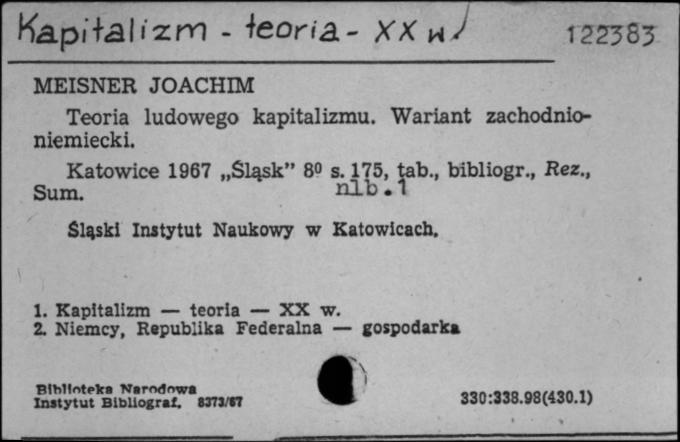 Kapitalizm - teoria - XX w.
122383
MEISNER JOACHIM
Teoria ludowego kapitalizmu. Wariant zachodnio-
niemiecki.
Katowice 1967 „Śląsk” 8⁰ s. 175, tab., bibliogr., Rez.,
Sum.
nlb.1
Śląski Instytut Naukowy w Katowicach.
1. Kapitalizm — teoria — XX w.
2. Niemcy, Republika Federalna — gospodarka
Biblioteka Narodowa
Instytut Bibliograf. 8373/67
330:338.98(430.1)